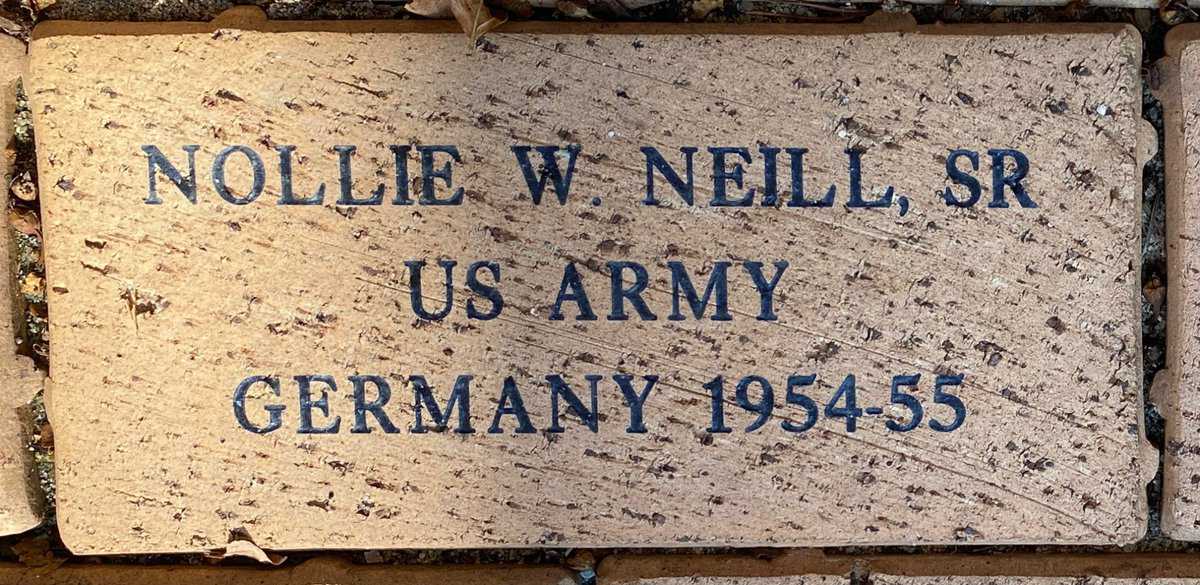 NOLLIE W. NEILL, SR
US ARMY
GERMANY 1954-55